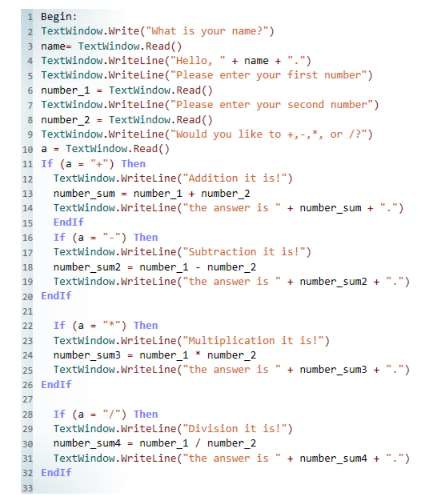 1 Begin:
2 TextWindow.Write("What is your name?")
3 name= TextWindow.Read()
4 TextWindow.WriteLine("Hello, " + name + ".")
5 TextWindow.WriteLine("Please enter your first number")
6 number_1 = TextWindow.Read()
7 TextWindow.WriteLine("Please enter your second number")
8 number_2 = TextWindow.Read()
9 TextWindow.WriteLine("Would you like to +,-,*, or /?")
10 a = TextWindow.Read()
11 If (a = "+") Then
12 TextWindow.WriteLine("Addition it is!")
13 number_sum = number_1 + number_2
14 TextWindow.WriteLine("the answer is " + number_sum + ".")
15 EndIf
16 If (a = "-") Then
17 TextWindow.WriteLine("Subtraction it is!")
18 number_sum2 = number_1 - number_2
19 TextWindow.WriteLine("the answer is " + number_sum2 + ".")
20 EndIf
21
22 If (a = "*") Then
23 TextWindow.WriteLine("Multiplication it is!")
24 number_sum3 = number_1 * number_2
25 TextWindow.WriteLine("the answer is " + number_sum3 + ".")
26 EndIf
27
28 If (a = "/") Then
29 TextWindow.WriteLine("Division it is!")
30 number_sum4 = number_1 / number_2
31 TextWindow.WriteLine("the answer is " + number_sum4 + ".")
32 EndIf
33